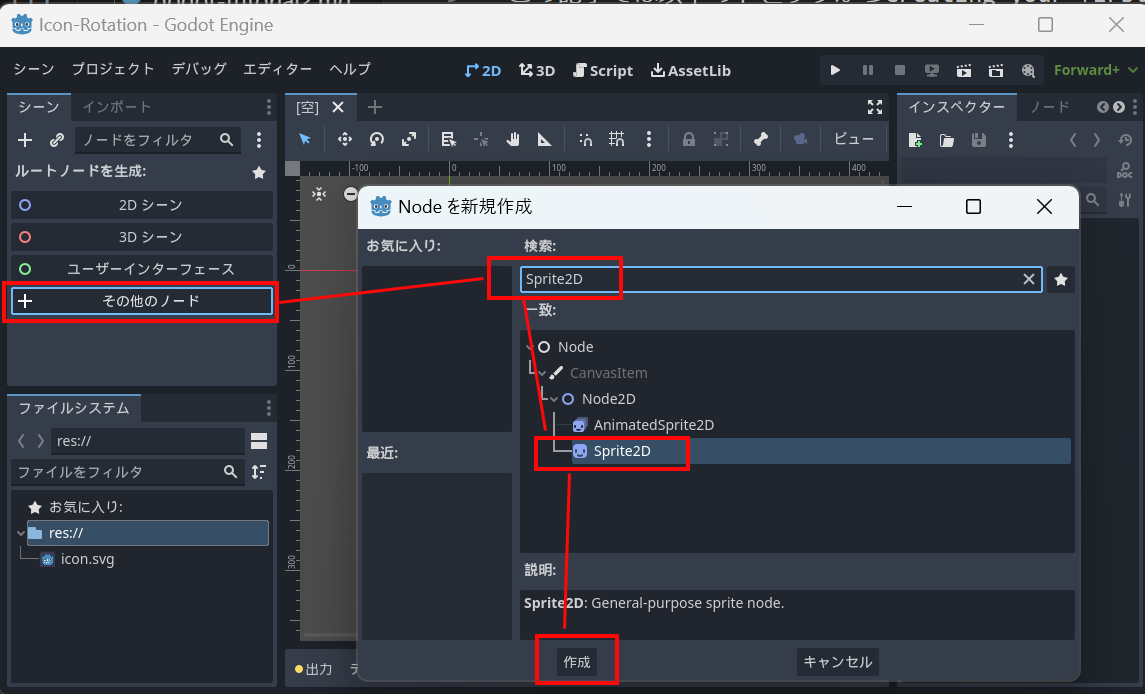 Icon-Rotation - Godot Engine
シーン プロジェクト デバッグ エディター ヘルプ
2D 3D Script AssetLib
Forward+
シーン インポート
[空]
インスペクター ノード
ノードをフィルタ
ビュー
ルートノードを生成:
-100 0 100 200 300 400
DOC
2D シーン
3D シーン
ユーザーインターフェース
その他のノード
0
100
200
300
Node を新規作成
お気に入り:
検索:
Sprite2D
一致:
Node
CanvasItem
Node2D
AnimatedSprite2D
Sprite2D
最近:
説明:
Sprite2D: General-purpose sprite node.
作成 キャンセル
ファイルシステム
res://
ファイルをフィルタ
お気に入り:
res://
icon.svg
出力